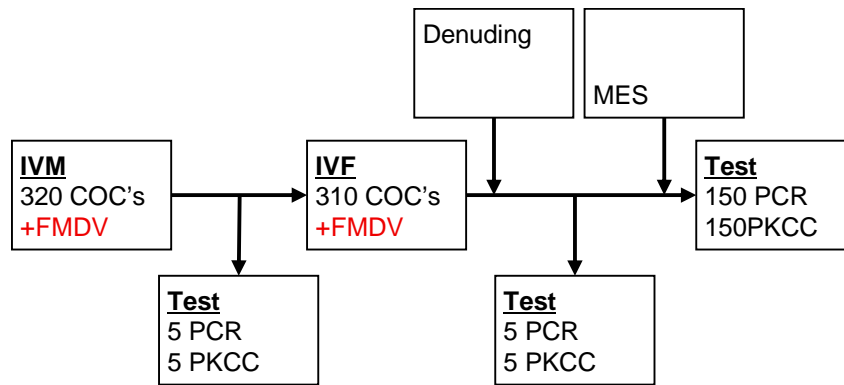 Denuding
MES
IVM
320 COC's
+FMDV
IVF
310 COC's
+FMDV
Test
150 PCR
150PKCC
Test
5 PCR
5 PKCC
Test
5 PCR
5 PKCC